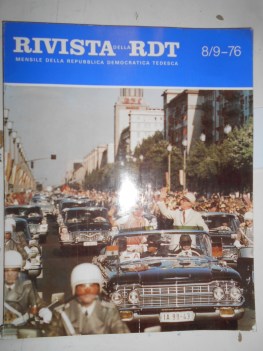 RIVISTA DELLA RDT 8/9-76
MENSILE DELLA REPUBBLICA DEMOCRATICA TEDESCA